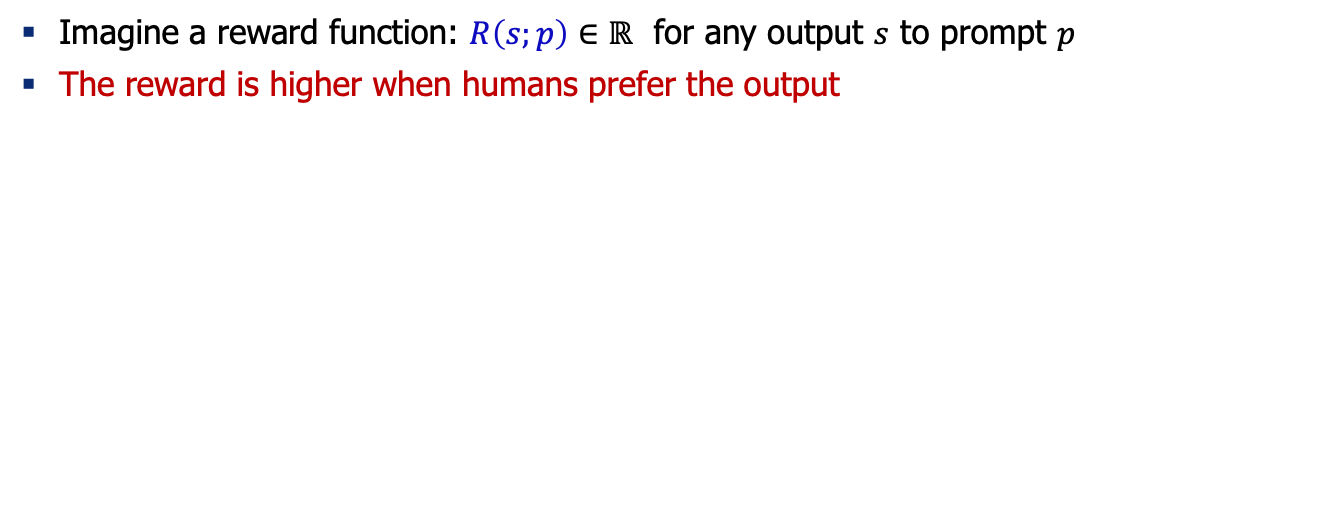 ▪ Imagine a reward function: R(s; p) ∈ ℝ for any output s to prompt p
▪ The reward is higher when humans prefer the output